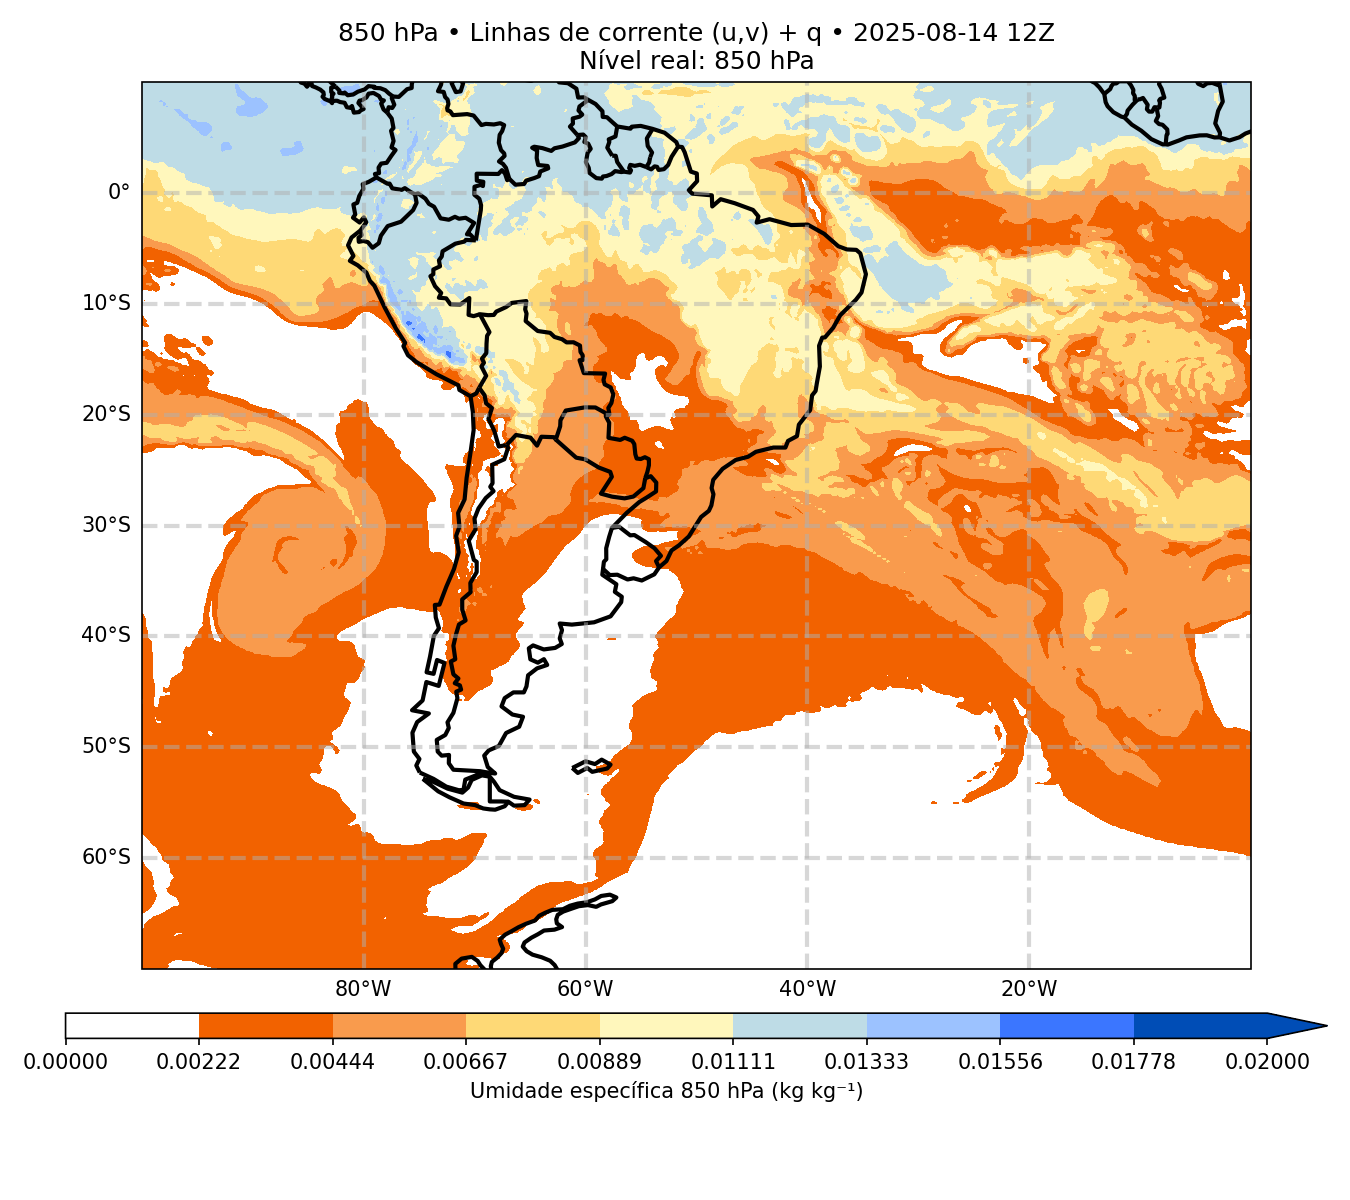 850 hPa • Linhas de corrente (u,v) + q • 2025-08-14 12Z
Nível real: 850 hPa
0°
10°S
20°S
30°S
40°S
50°S
60°S
80°W 60°W 40°W 20°W
0.00000 0.00222 0.00444 0.00667 0.00889 0.01111 0.01333 0.01556 0.01778 0.02000
Umidade específica 850 hPa (kg kg⁻¹)